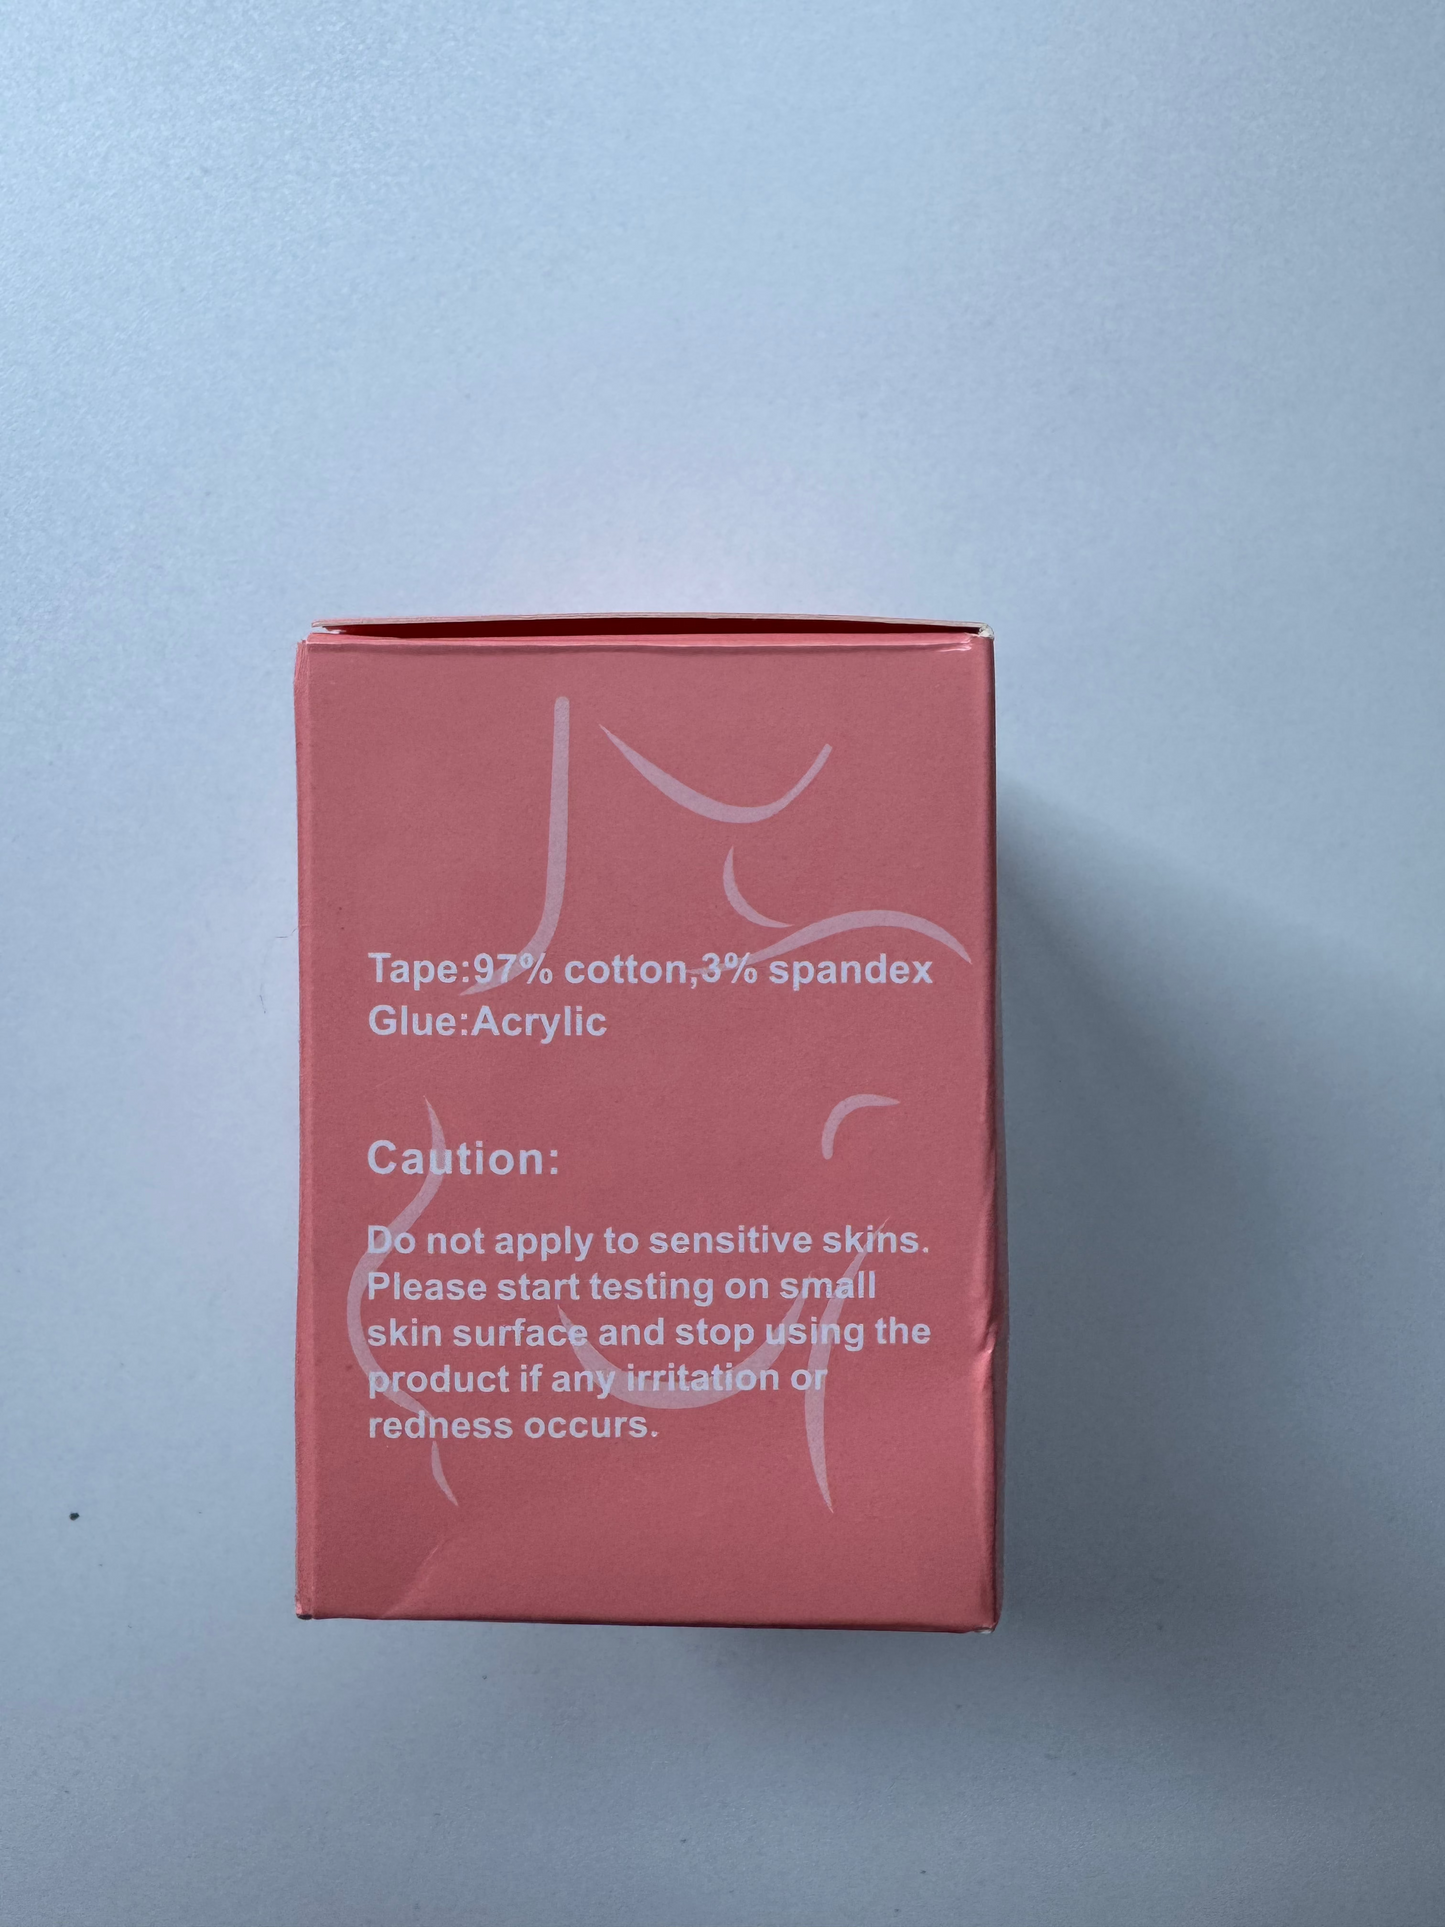 Tape:97% cotton,3% spandex
Glue:Acrylic
Caution:
Do not apply to sensitive skins.
Please start testing on small
skin surface and stop using the
product if any irritation or
redness occurs.